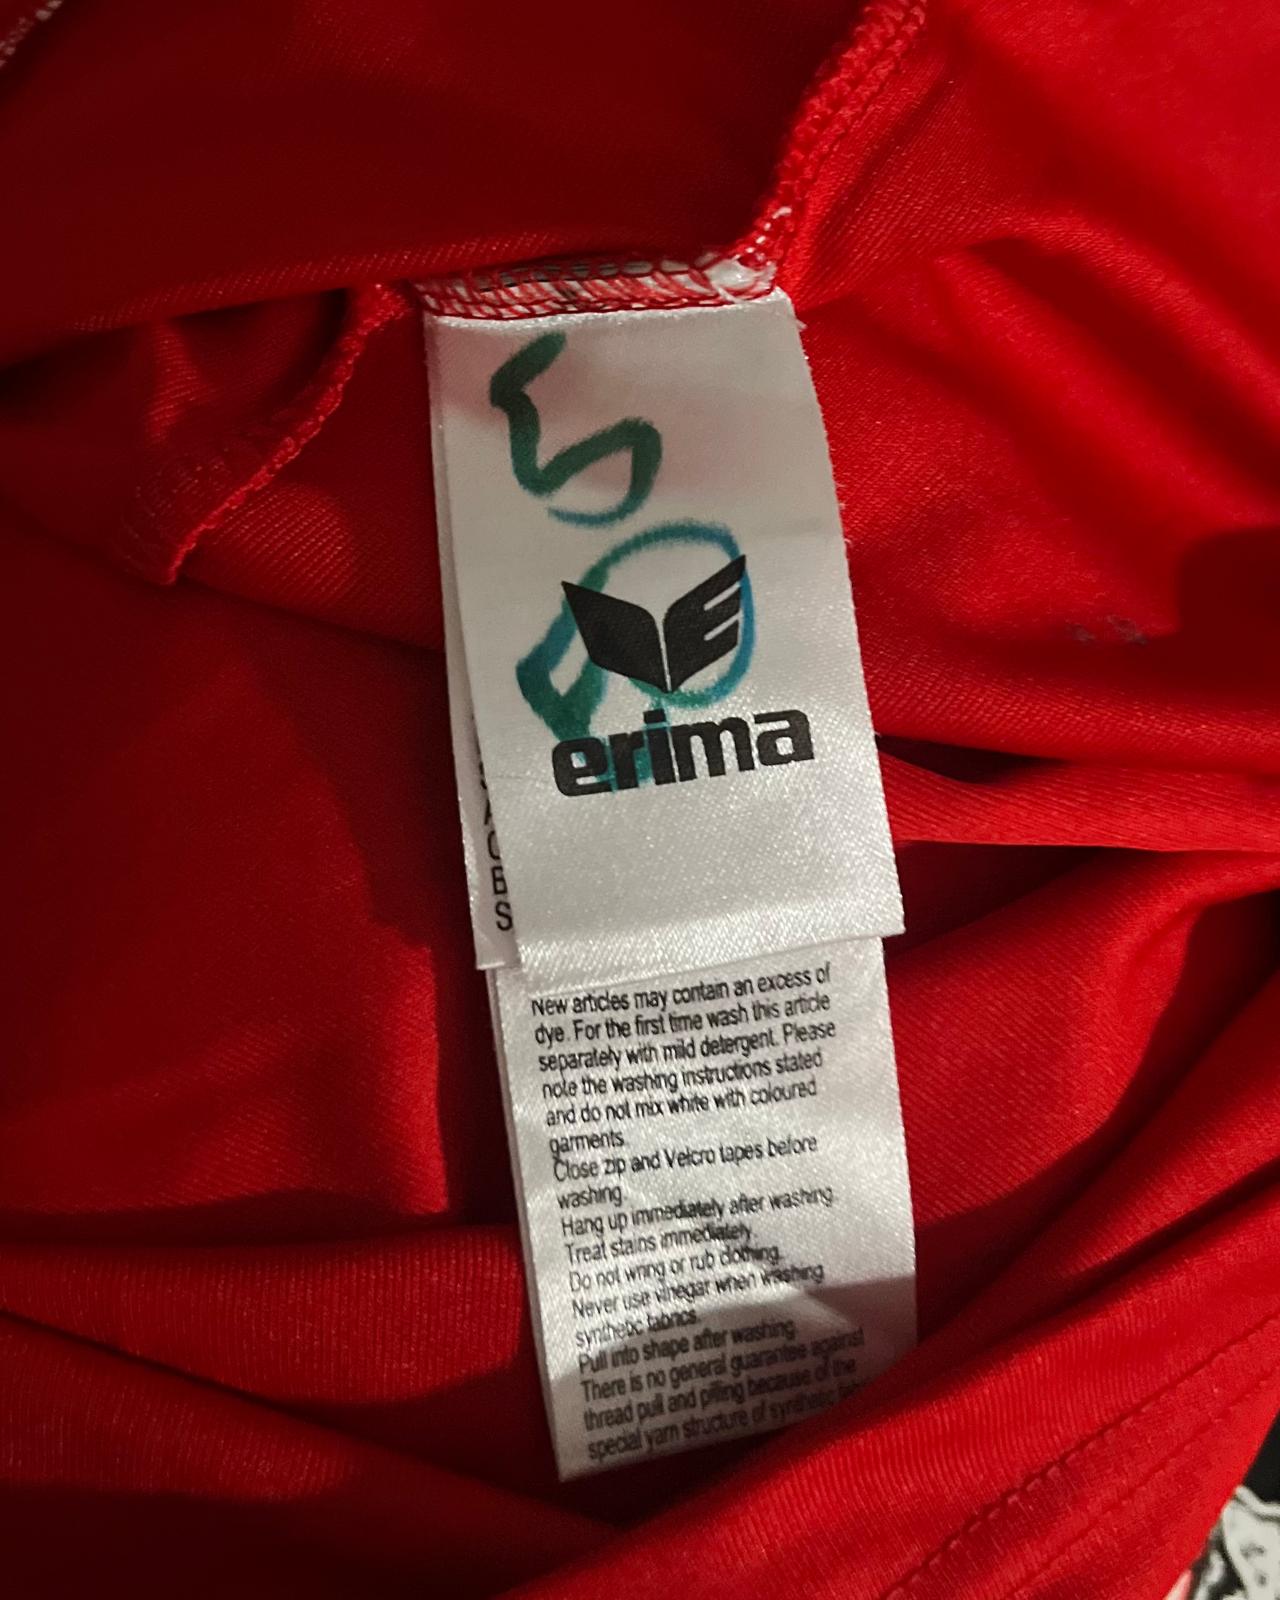 erima
A
C
B
S
New articles may contain an excess of
dye. For the first time wash this article
separately with mild detergent. Please
note the washing instructions stated
and do not mix white with coloured
garments.
Close zip and Velcro tapes before
washing.
Hang up immediately after washing.
Treat stains immediately.
Do not wring or rub clothing.
Never use vinegar when washing
synthetic fabrics.
Pull into shape after washing
There is no general guarantee against
thread pull and pilling because of the
special yarn structure of synthetic